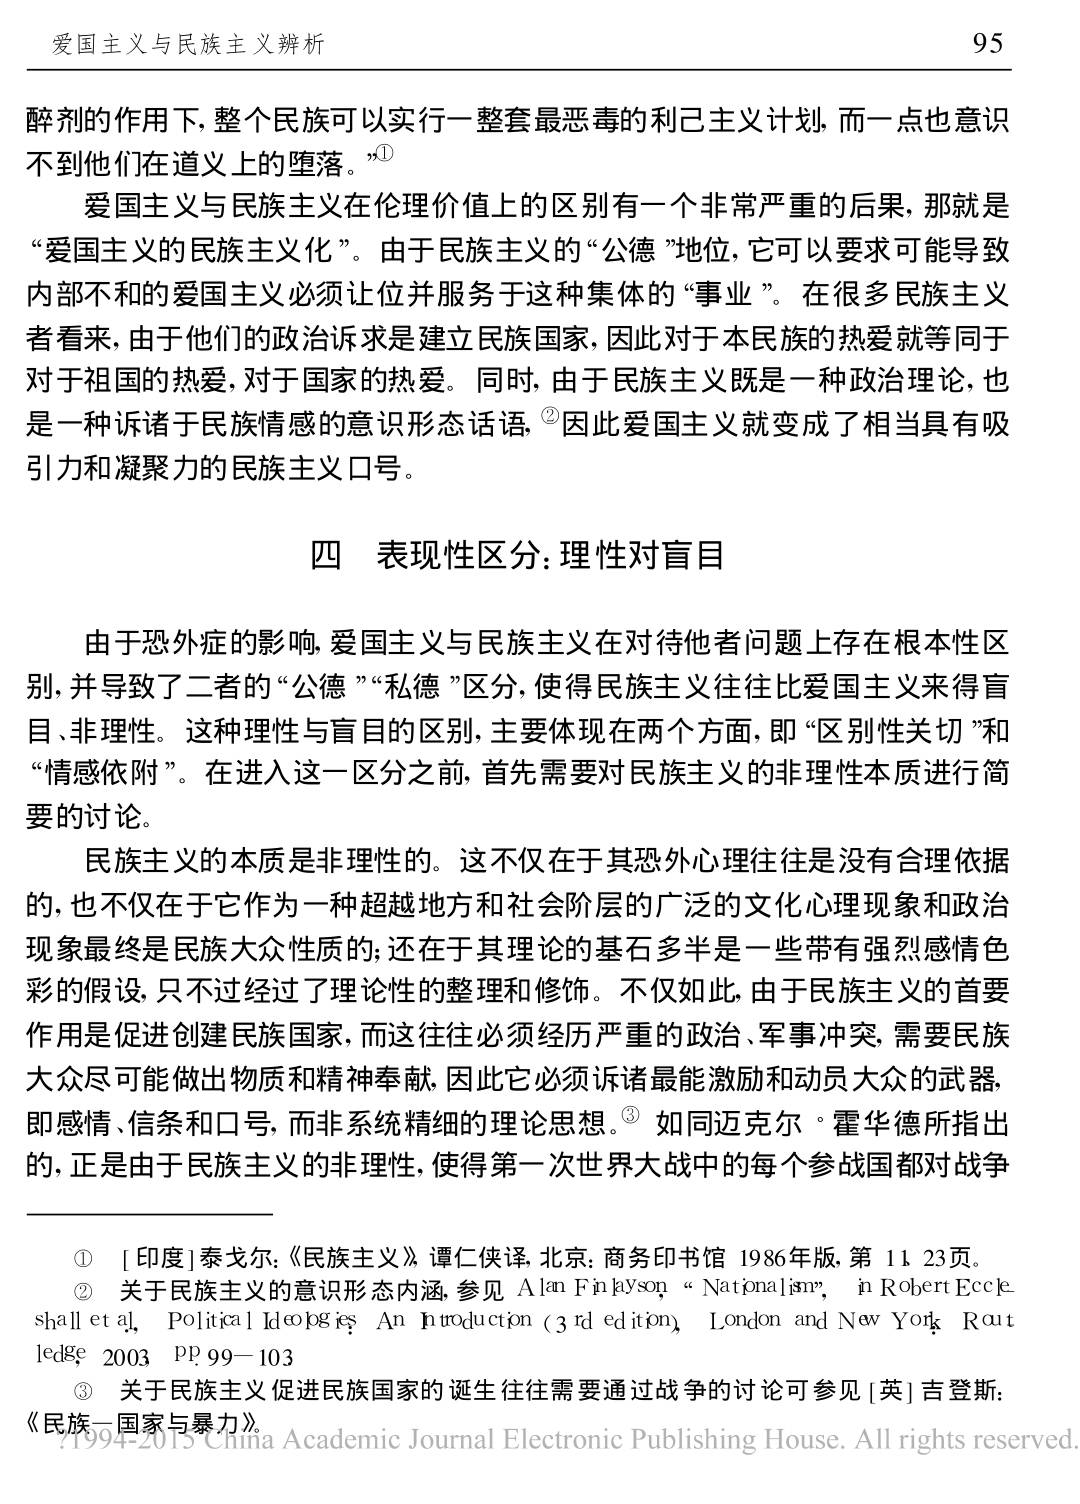 爱国主义与民族主义辨析 95
醉剂的作用下,整个民族可以实行一整套最恶毒的利己主义计划,而一点也意识
不到他们在道义上的堕落。”①
爱国主义与民族主义在伦理价值上的区别有一个非常严重的后果,那就是
“爱国主义的民族主义化”。由于民族主义的“公德”地位,它可以要求可能导致
内部不和的爱国主义必须让位并服务于这种集体的“事业”。在很多民族主义
者看来,由于他们的政治诉求是建立民族国家,因此对于本民族的热爱就等同于
对于祖国的热爱,对于国家的热爱。同时,由于民族主义既是一种政治理论,也
是一种诉诸于民族情感的意识形态话语,②因此爱国主义就变成了相当具有吸
引力和凝聚力的民族主义口号。
四 表现性区分:理性对盲目
由于恐外症的影响,爱国主义与民族主义在对待他者问题上存在根本性区
别,并导致了二者的“公德”“私德”区分,使得民族主义往往比爱国主义来得盲
目、非理性。这种理性与盲目的区别,主要体现在两个方面,即“区别性关切”和
“情感依附”。在进入这一区分之前,首先需要对民族主义的非理性本质进行简
要的讨论。
民族主义的本质是非理性的。这不仅在于其恐外心理往往是没有合理依据
的,也不仅在于它作为一种超越地方和社会阶层的广泛的文化心理现象和政治
现象最终是民族大众性质的;还在于其理论的基石多半是一些带有强烈感情色
彩的假设,只不过经过了理论性的整理和修饰。不仅如此,由于民族主义的首要
作用是促进创建民族国家,而这往往必须经历严重的政治、军事冲突,需要民族
大众尽可能做出物质和精神奉献,因此它必须诉诸最能激励和动员大众的武器,
即感情、信条和口号,而非系统精细的理论思想。③ 如同迈克尔°霍华德所指出
的,正是由于民族主义的非理性,使得第一次世界大战中的每个参战国都对战争
① [印度]泰戈尔:《民族主义》,谭仁侠译,北京:商务印书馆 1986年版,第 11、23页。
② 关于民族主义的意识形态内涵,参见 Alan Finlayson, “Nationalism”, in Robert Eccle-
shall et al., Political Ideologies: An Introduction (3rd edition), London and New York: Rout-
ledge, 2003, pp. 99—103.
③ 关于民族主义促进民族国家的诞生往往需要通过战争的讨论可参见[英]吉登斯:
《民族—国家与暴力》。
?1994-2015 China Academic Journal Electronic Publishing House. All rights reserved.